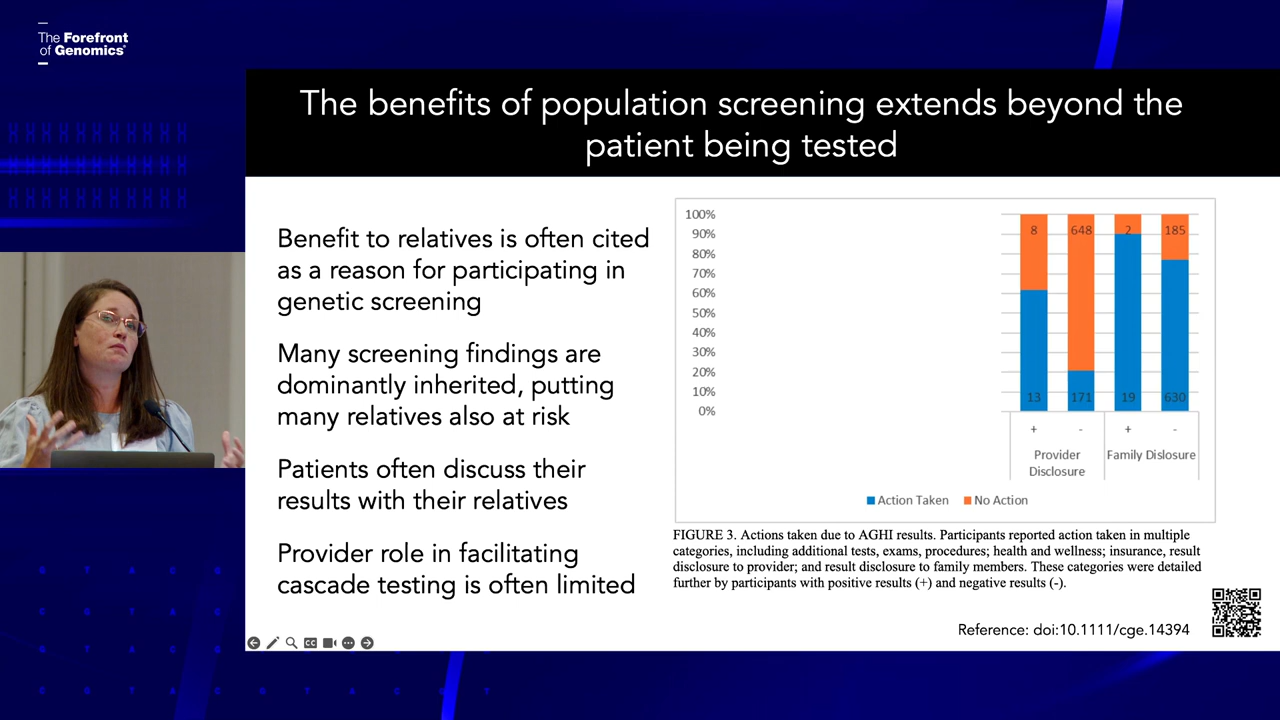 The Forefront
of Genomics®
The benefits of population screening extends beyond the
patient being tested
Benefit to relatives is often cited
as a reason for participating in
genetic screening
Many screening findings are
dominantly inherited, putting
many relatives also at risk
Patients often discuss their
results with their relatives
Provider role in facilitating
cascade testing is often limited
100%
90%
80%
70%
60%
50%
40%
30%
20%
10%
0%
8 648 2 185
13 171 19 630
+ - + -
Provider
Disclosure
Family Dislosure
Action Taken No Action
FIGURE 3. Actions taken due to AGHI results. Participants reported action taken in multiple
categories, including additional tests, exams, procedures; health and wellness; insurance, result
disclosure to provider; and result disclosure to family members. These categories were detailed
further by participants with positive results (+) and negative results (-).
Reference: doi:10.1111/cge.14394
CC